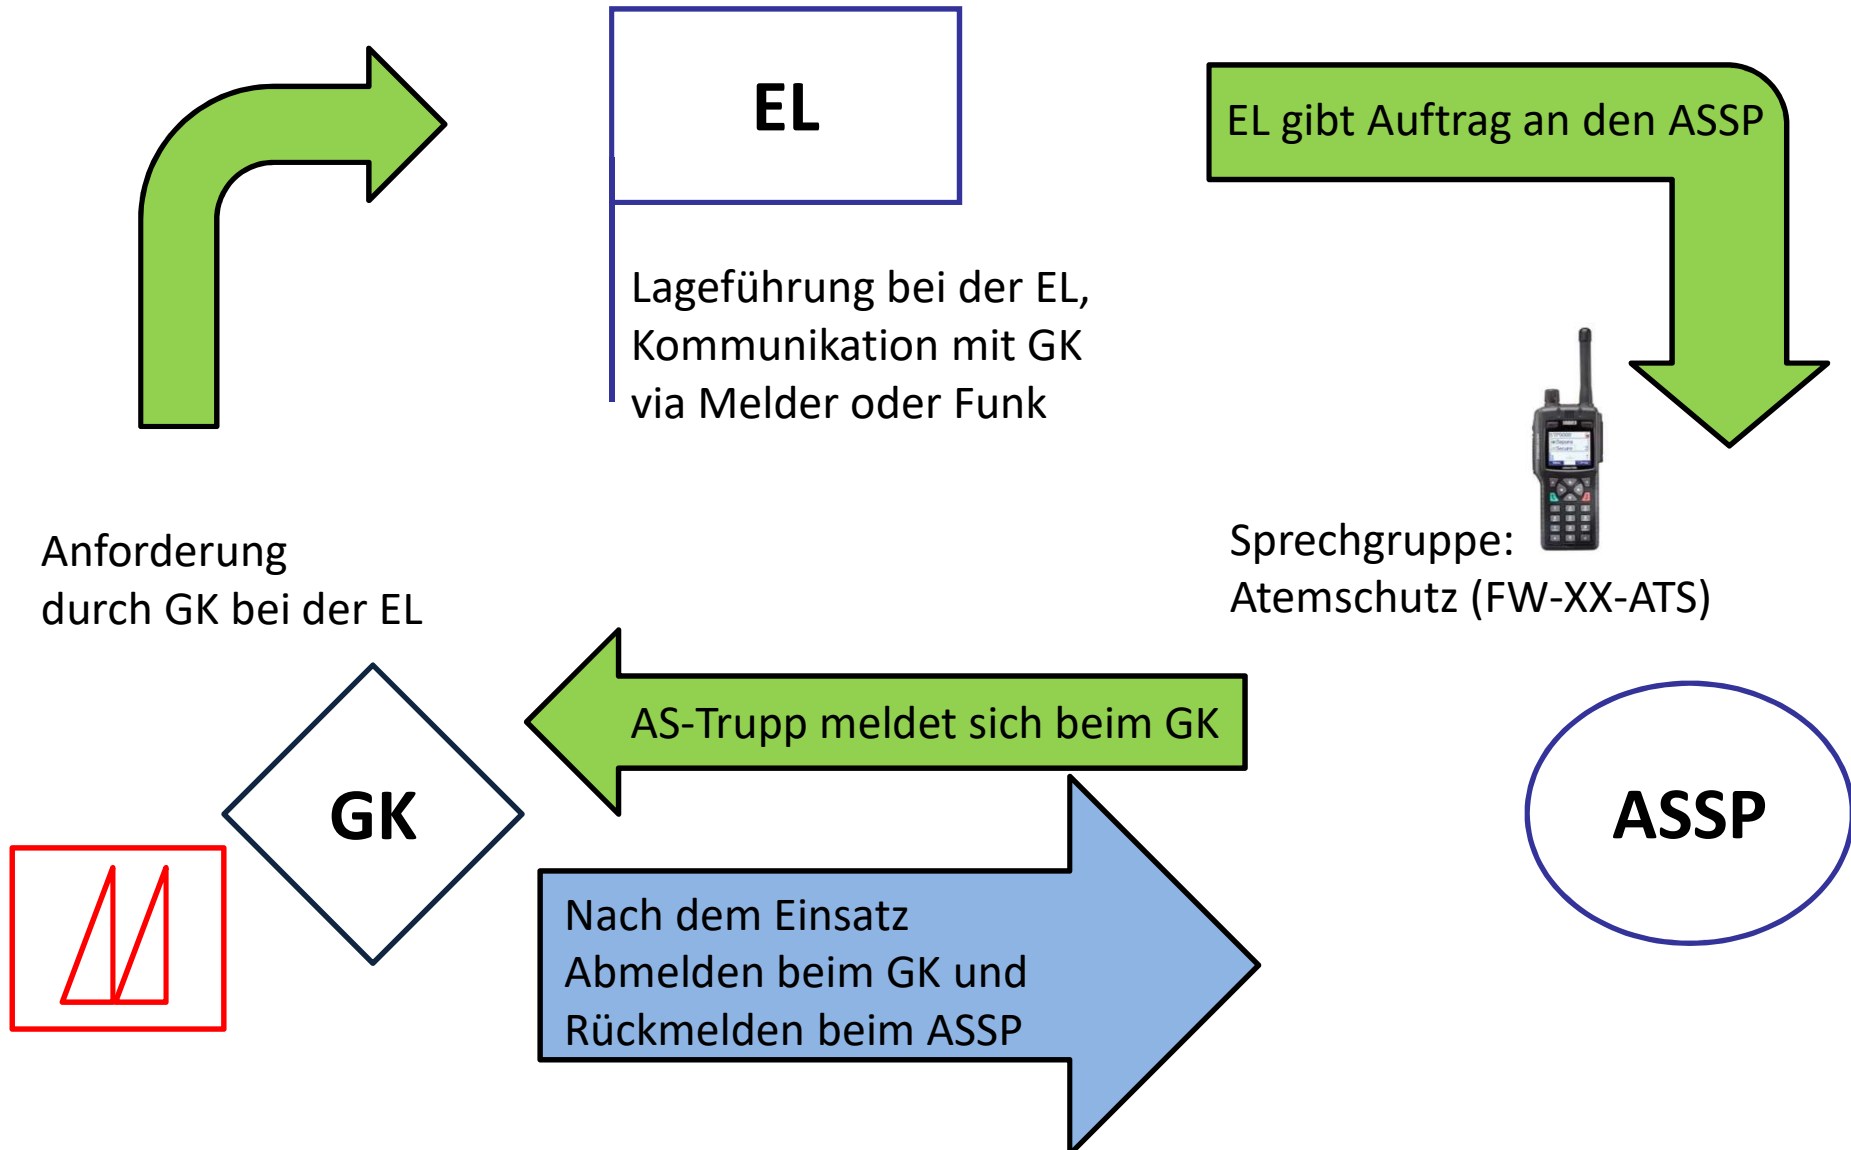 EL
EL gibt Auftrag an den ASSP
Lageführung bei der EL,
Kommunikation mit GK
via Melder oder Funk
Anforderung
durch GK bei der EL
Sprechgruppe:
Atemschutz (FW-XX-ATS)
AS-Trupp meldet sich beim GK
GK
ASSP
Nach dem Einsatz
Abmelden beim GK und
Rückmelden beim ASSP